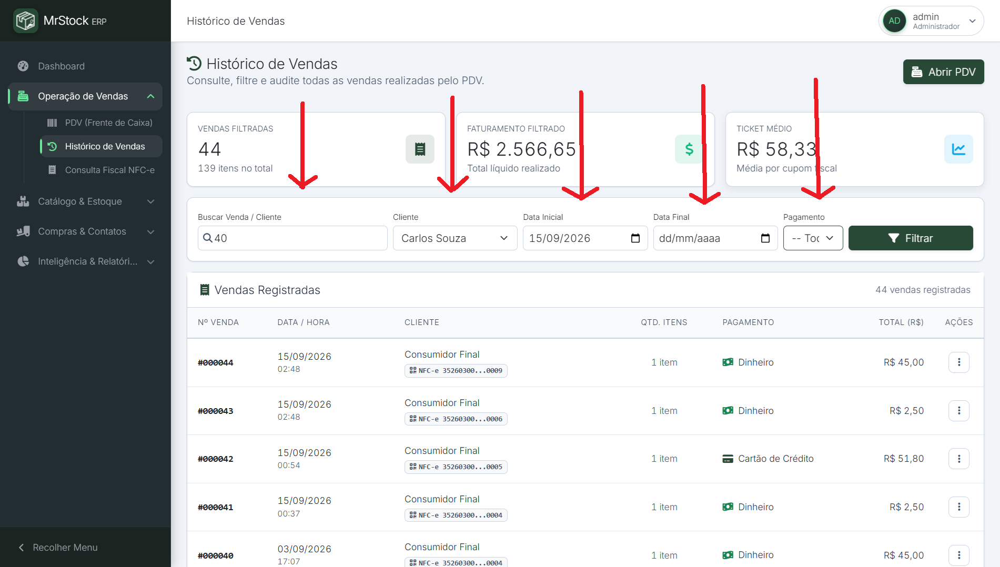 MrStock ERP
Histórico de Vendas
AD
admin
Administrador
Dashboard
Operação de Vendas
PDV (Frente de Caixa)
Histórico de Vendas
Consulta Fiscal NFC-e
Catálogo & Estoque
Compras & Contatos
Inteligência & Relatóri...
Recolher Menu
Histórico de Vendas
Consulte, filtre e audite todas as vendas realizadas pelo PDV.
Abrir PDV
VENDAS FILTRADAS
44
139 itens no total
FATURAMENTO FILTRADO
R$ 2.566,65
Total líquido realizado
$
TICKET MÉDIO
R$ 58,33
Média por cupom fiscal
Buscar Venda / Cliente
40
Cliente
Carlos Souza
Data Inicial
15/09/2026
Data Final
dd/mm/aaaa
Pagamento
-- Toc
Filtrar
Vendas Registradas
44 vendas registradas
Nº VENDA DATA / HORA CLIENTE QTD. ITENS PAGAMENTO TOTAL (R$) AÇÕES
#000044 15/09/2026 02:48 Consumidor Final NFC-e 35260300...0009 1 item Dinheiro R$ 45,00
#000043 15/09/2026 02:48 Consumidor Final NFC-e 35260300...0006 1 item Dinheiro R$ 2,50
#000042 15/09/2026 00:54 Consumidor Final NFC-e 35260300...0005 1 item Cartão de Crédito R$ 51,80
#000041 15/09/2026 00:37 Consumidor Final NFC-e 35260300...0004 1 item Dinheiro R$ 2,50
#000040 03/09/2026 17:07 Consumidor Final NFC-e 35260300...0004 1 item Dinheiro R$ 45,00